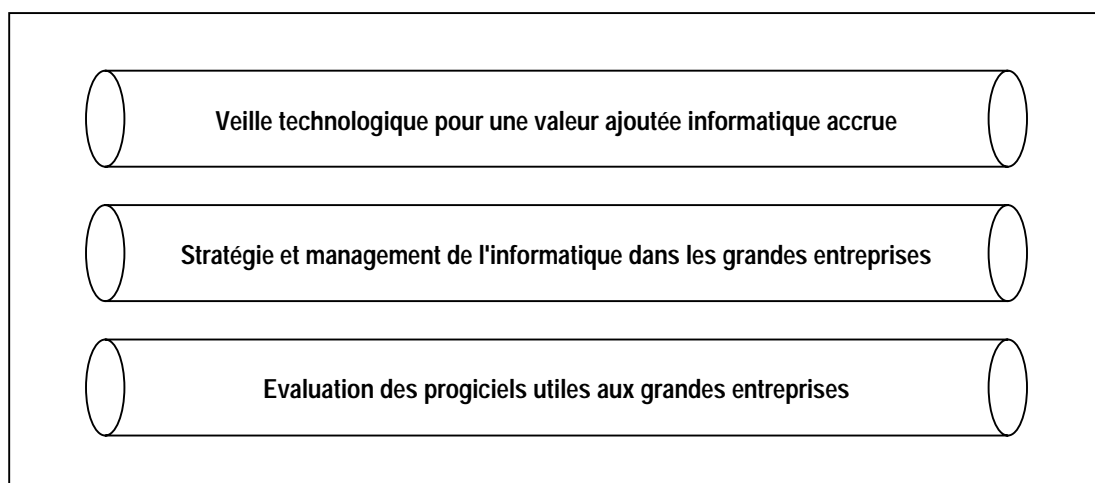 Veille technologique pour une valeur ajoutée informatique accrue
Stratégie et management de l'informatique dans les grandes entreprises
Evaluation des progiciels utiles aux grandes entreprises